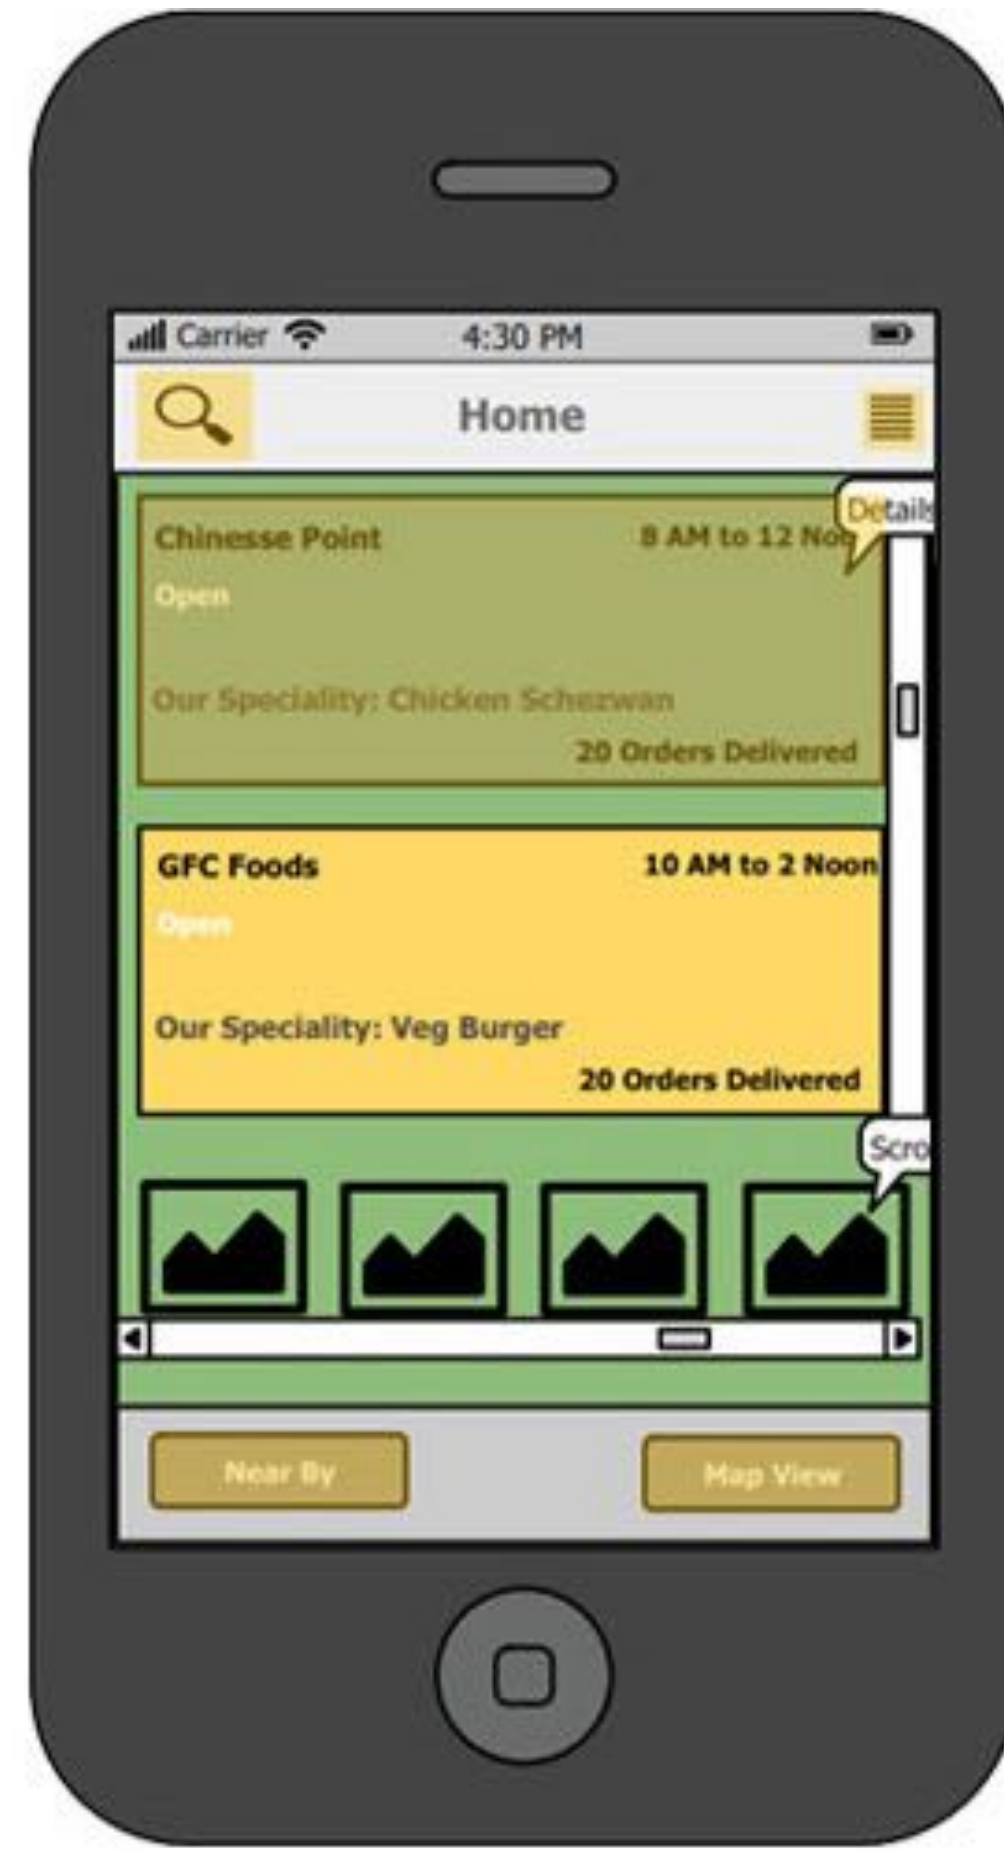 Carrier 4:30 PM
Home
Details
Chinesse Point 8 AM to 12 Noon
Open
Our Speciality: Chicken Schezwan
20 Orders Delivered
GFC Foods 10 AM to 2 Noon
Open
Our Speciality: Veg Burger
20 Orders Delivered
Scro
Near By Map View